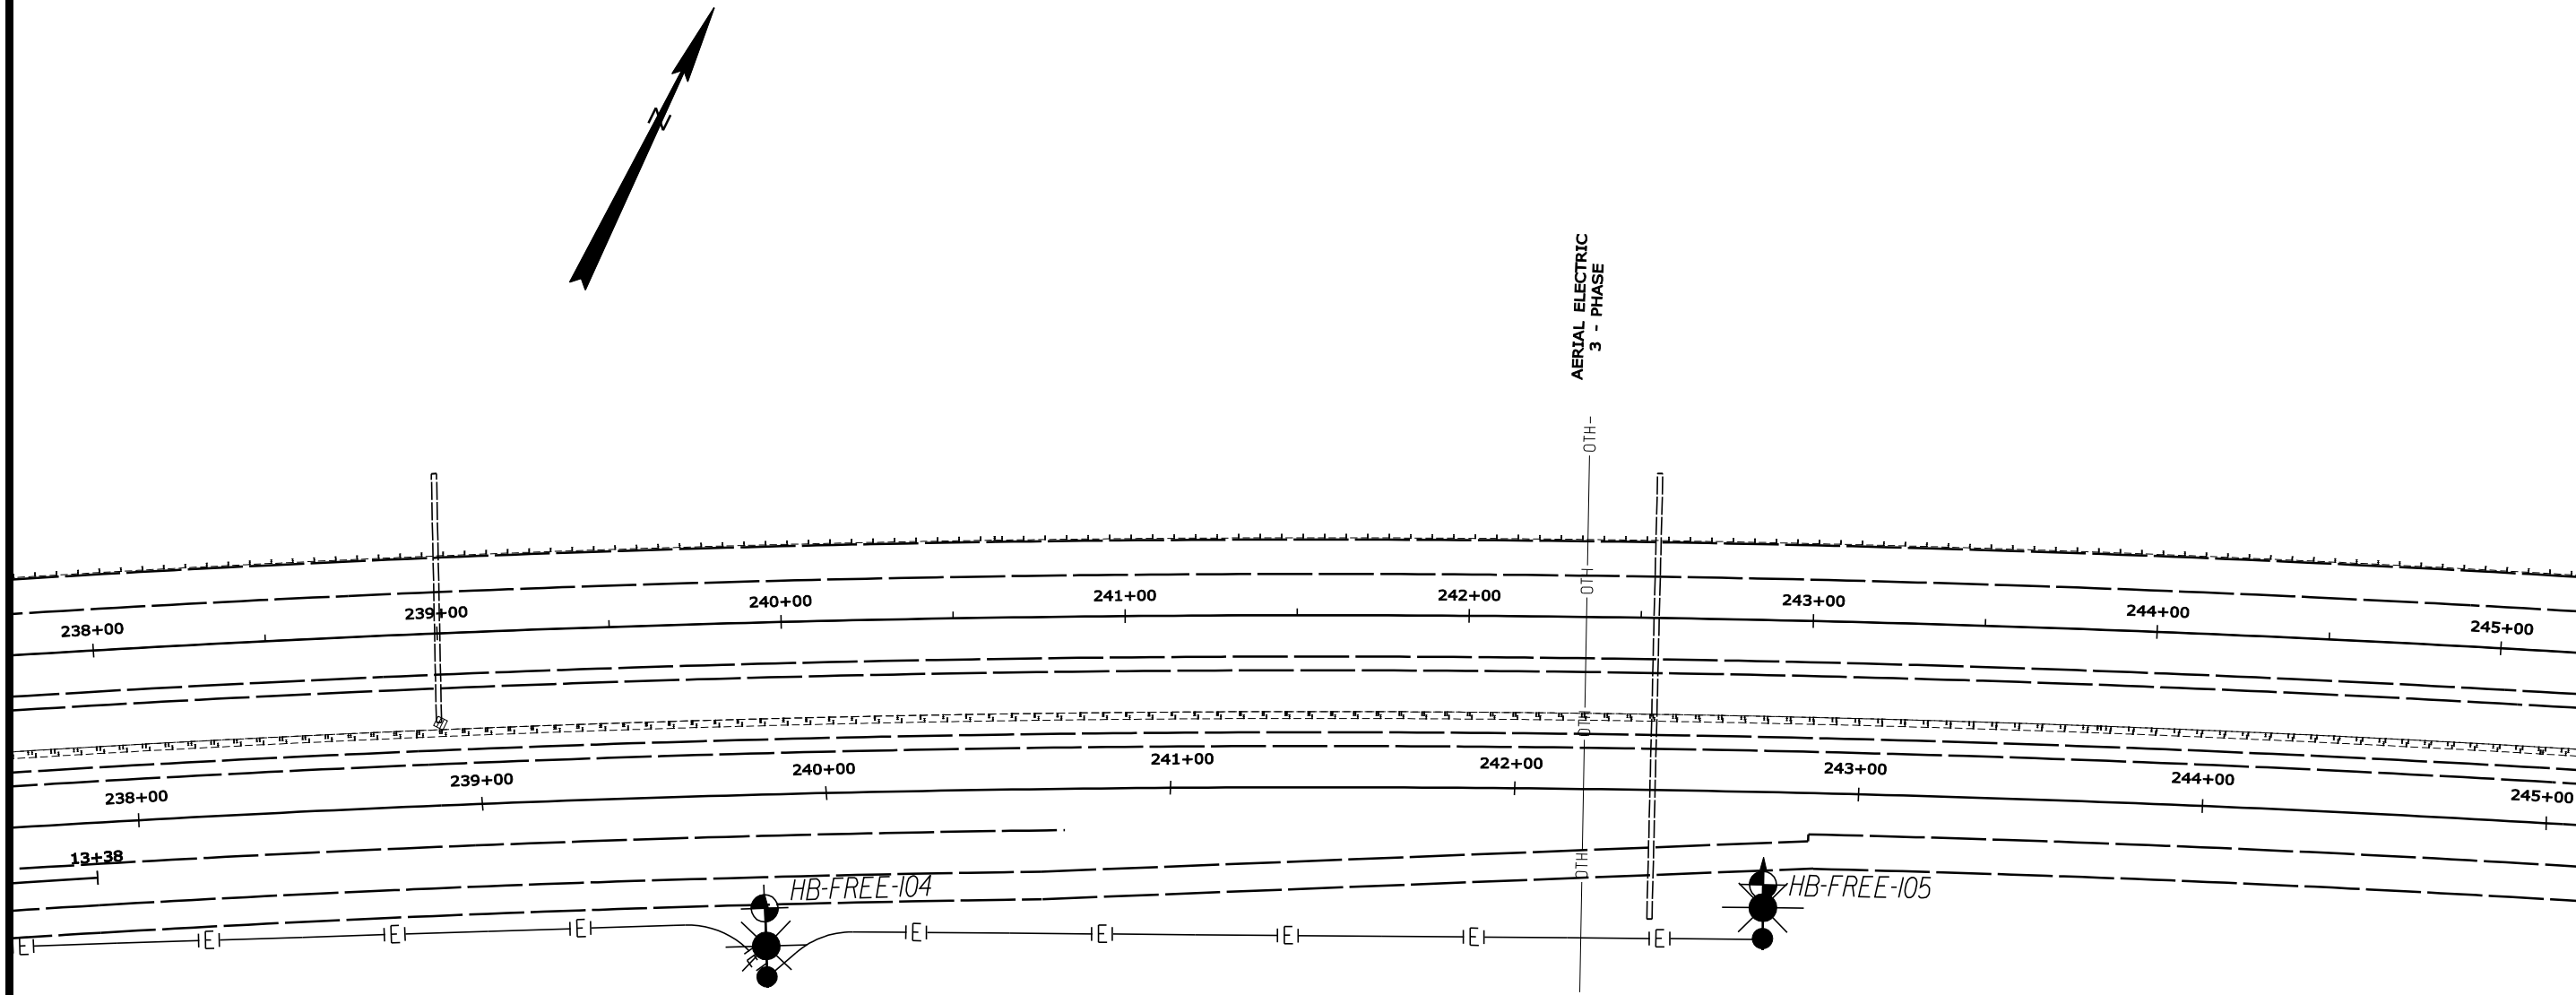 N
AERIAL ELECTRIC
3 - PHASE
OTH
OTH
OTH
OTH
238+00
239+00
240+00
241+00
242+00
243+00
244+00
245+00
238+00
239+00
240+00
241+00
242+00
243+00
244+00
245+00
13+38
HB-FREE-104
HB-FREE-105
E
E
E
E
E
E
E
E
E